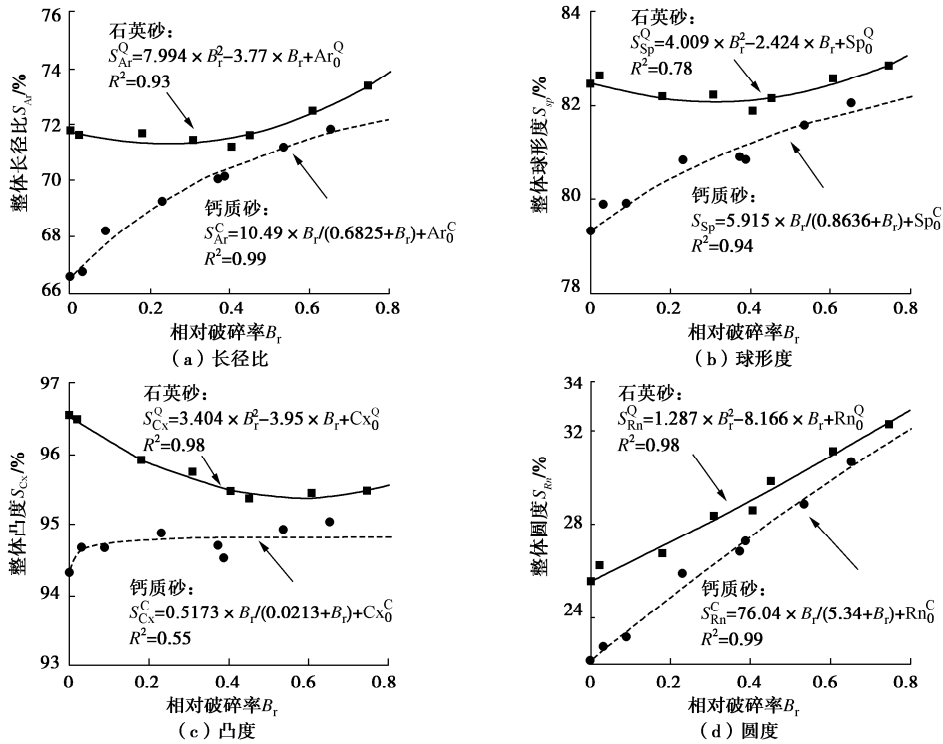 76
74
72
70
68
66
整体长径比S_Ar/%
石英砂：
S_Ar^Q=7.994×B_r^2−3.77×B_r+Ar_0^Q
R^2=0.93
钙质砂：
S_Ar^C=10.49×B_r/(0.6825+B_r)+Ar_0^C
R^2=0.99
0 0.2 0.4 0.6 0.8
相对破碎率B_r
（a）长径比
84
82
80
78
整体球形度S_sp/%
石英砂：
S_Sp^Q=4.009×B_r^2−2.424×B_r+Sp_0^Q
R^2=0.78
钙质砂：
S_Sp=5.915×B_r/(0.8636+B_r)+Sp_0^C
R^2=0.94
0 0.2 0.4 0.6 0.8
相对破碎率B_r
（b）球形度
97
96
95
94
93
整体凸度S_Cx/%
石英砂：
S_Cx^Q=3.404×B_r^2−3.95×B_r+Cx_0^Q
R^2=0.98
钙质砂：
S_Cx^C=0.5173×B_r/(0.0213+B_r)+Cx_0^C
R^2=0.55
0 0.2 0.4 0.6 0.8
相对破碎率B_r
（c）凸度
34
32
28
24
整体圆度S_Rn/%
石英砂：
S_Rn^Q=1.287×B_r^2−8.166×B_r+Rn_0^Q
R^2=0.98
钙质砂：
S_Rn^C=76.04×B_r/(5.34+B_r)+Rn_0^C
R^2=0.99
0 0.2 0.4 0.6 0.8
相对破碎率B_r
（d）圆度